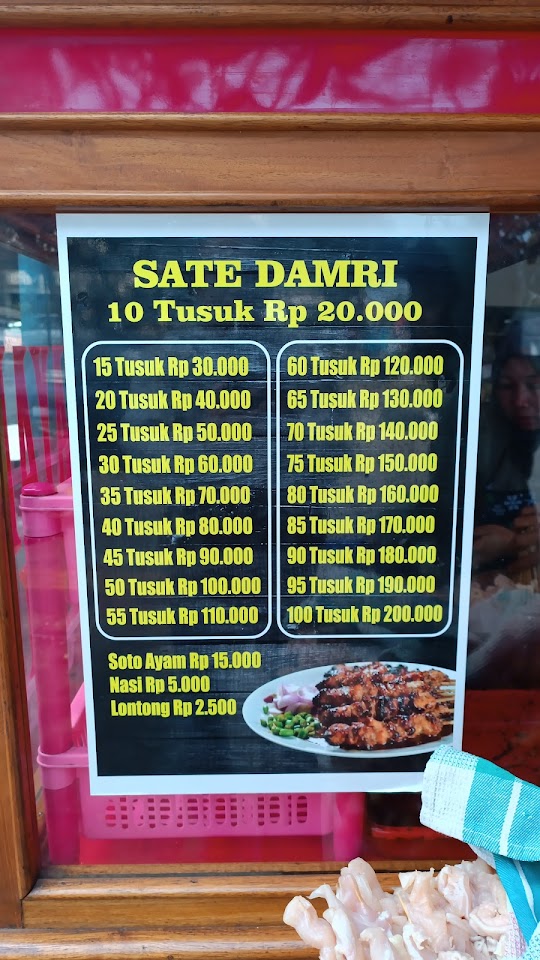 SATE DAMRI
10 Tusuk Rp 20.000
15 Tusuk Rp 30.000
20 Tusuk Rp 40.000
25 Tusuk Rp 50.000
30 Tusuk Rp 60.000
35 Tusuk Rp 70.000
40 Tusuk Rp 80.000
45 Tusuk Rp 90.000
50 Tusuk Rp 100.000
55 Tusuk Rp 110.000
60 Tusuk Rp 120.000
65 Tusuk Rp 130.000
70 Tusuk Rp 140.000
75 Tusuk Rp 150.000
80 Tusuk Rp 160.000
85 Tusuk Rp 170.000
90 Tusuk Rp 180.000
95 Tusuk Rp 190.000
100 Tusuk Rp 200.000
Soto Ayam Rp 15.000
Nasi Rp 5.000
Lontong Rp 2.500